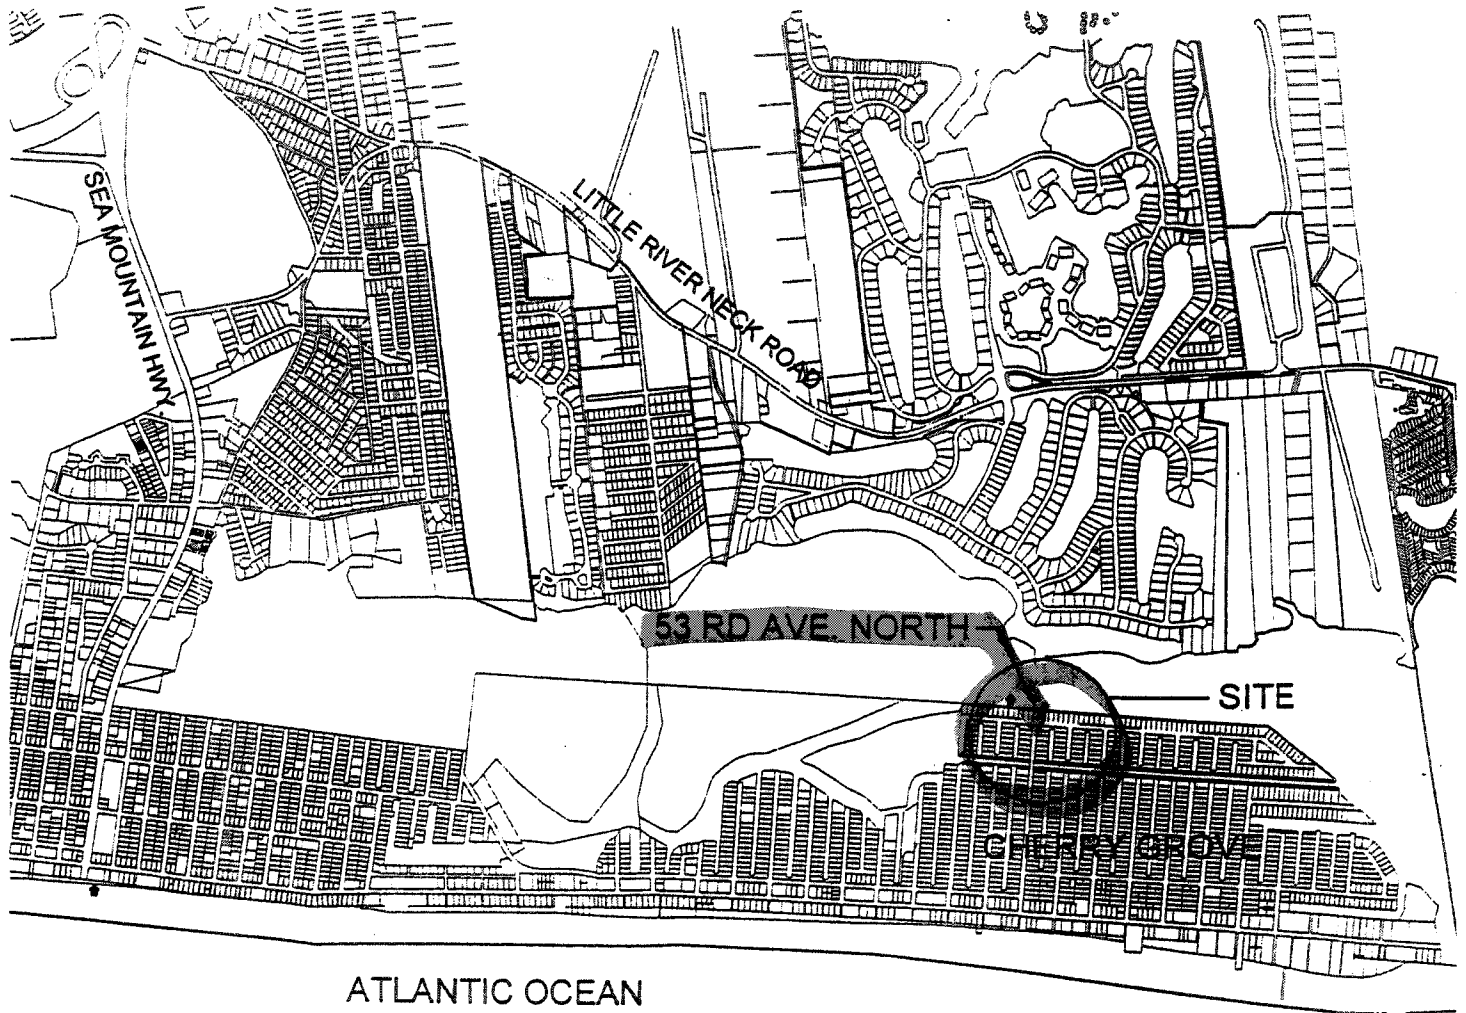 SEA MOUNTAIN HWY.
LITTLE RIVER NECK ROAD
53 RD AVE. NORTH
SITE
CHERRY GROVE
ATLANTIC OCEAN